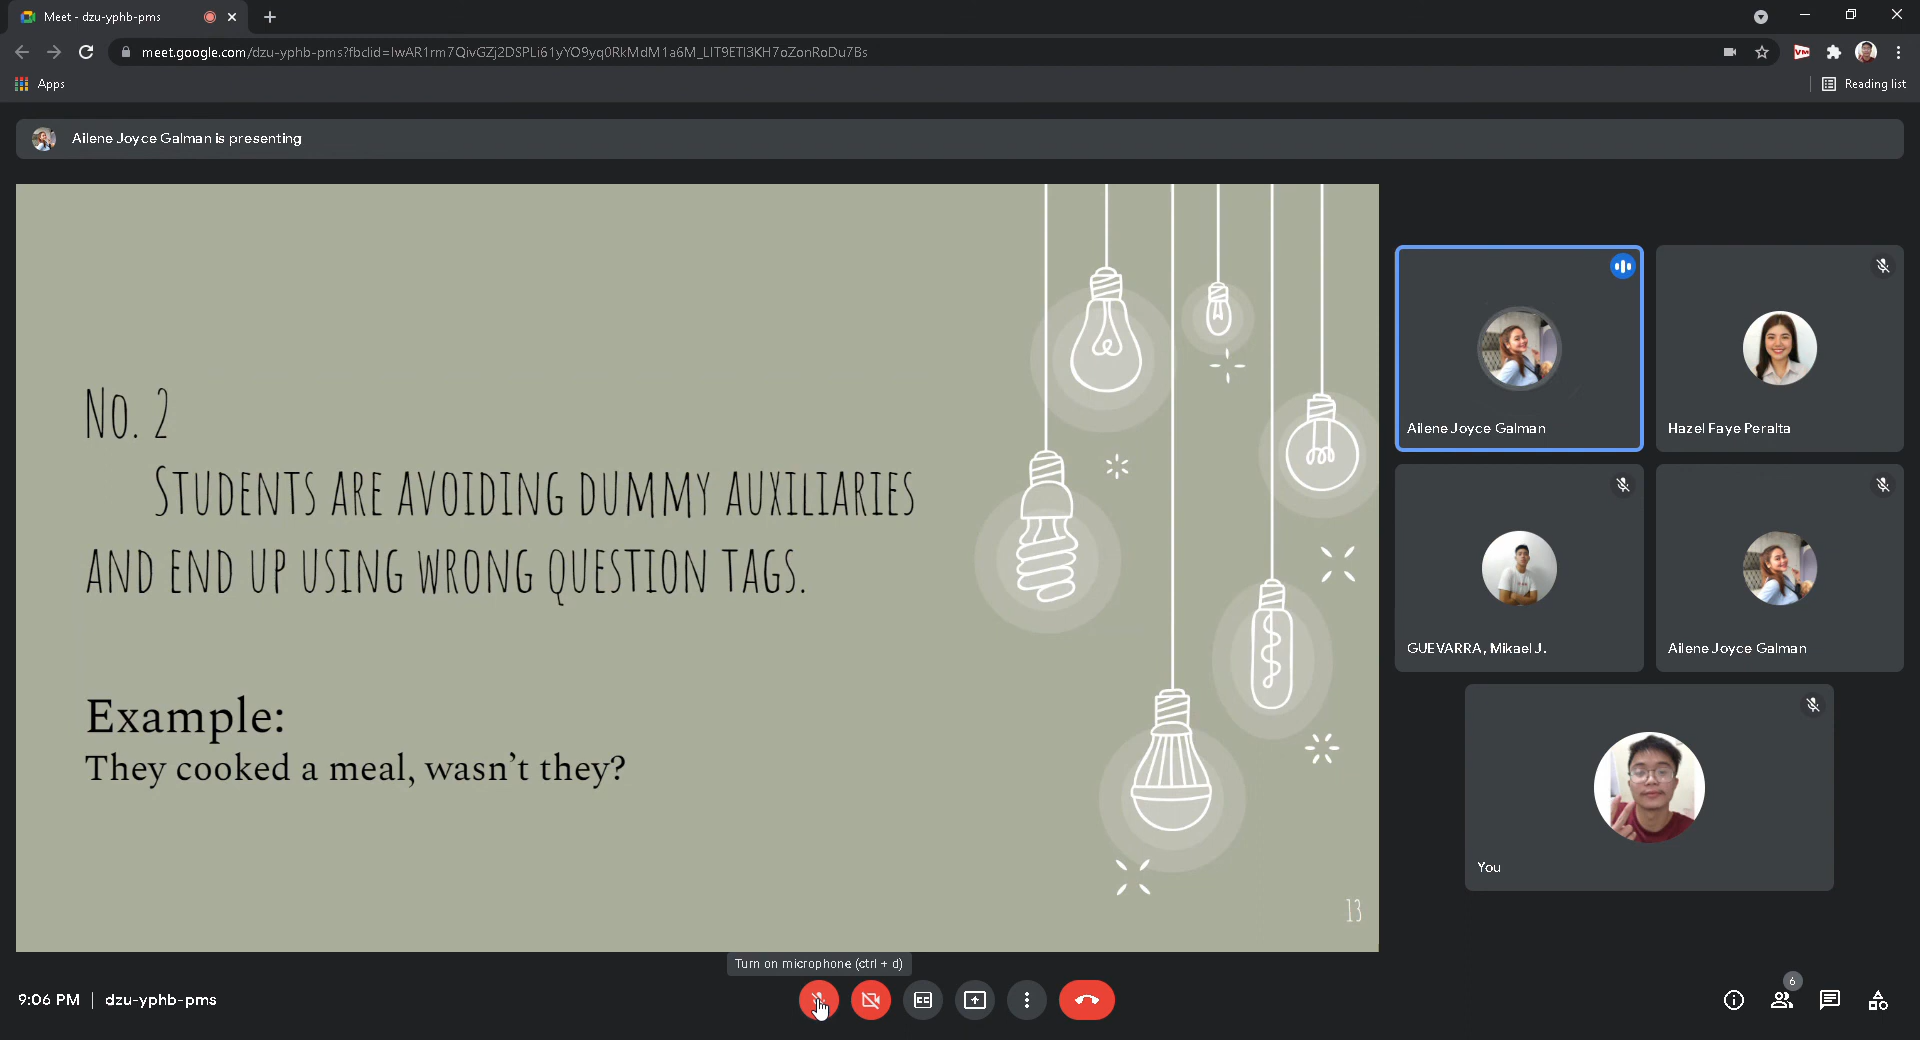 Meet - dzu-yphb-pms
meet.google.com/dzu-yphb-pms?fbclid=IwAR1rm7QivGZj2DSPLi61yYO9yq0RkMdM1a6M_LIT9ETI3KH7oZonRoDu7Bs
VM
Apps
Reading list
Ailene Joyce Galman is presenting
No. 2
Students are avoiding dummy auxiliaries
and end up using wrong question tags.
Example:
They cooked a meal, wasn't they?
13
Ailene Joyce Galman
Hazel Faye Peralta
GUEVARRA, Mikael J.
Ailene Joyce Galman
You
Turn on microphone (ctrl + d)
9:06 PM | dzu-yphb-pms
6